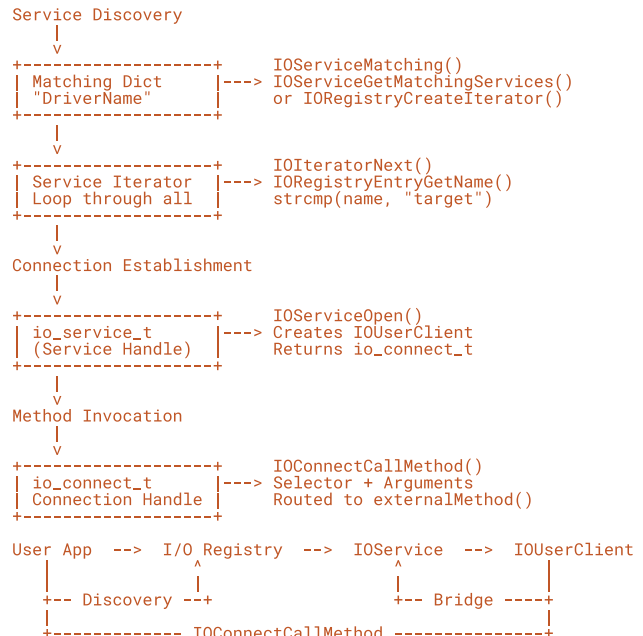 Service Discovery
|
v
+------------------+ IOServiceMatching()
| Matching Dict |---> IOServiceGetMatchingServices()
| "DriverName" | or IORegistryCreateIterator()
+------------------+
|
v
+------------------+ IOIteratorNext()
| Service Iterator |---> IORegistryEntryGetName()
| Loop through all | strcmp(name, "target")
+------------------+
|
v
Connection Establishment
|
v
+------------------+ IOServiceOpen()
| io_service_t |---> Creates IOUserClient
| (Service Handle) | Returns io_connect_t
+------------------+
|
v
Method Invocation
|
v
+------------------+ IOConnectCallMethod()
| io_connect_t |---> Selector + Arguments
| Connection Handle | Routed to externalMethod()
+------------------+
User App --> I/O Registry --> IOService --> IOUserClient
| ^ ^ |
| | | |
+-- Discovery --+ +-- Bridge ----+
| |
+------------- IOConnectCallMethod --------------+